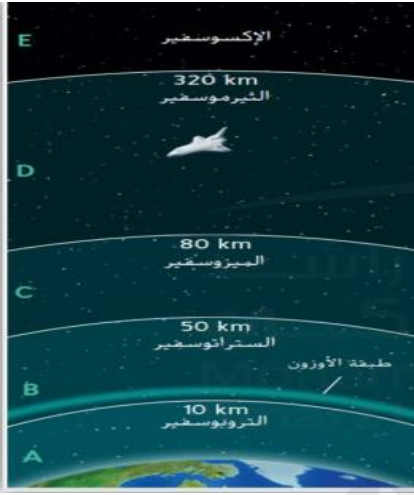 E
الإكسوسفير
320 km
الثيرموسفير
D
80 km
الميزوسفير
C
50 km
الستراتوسفير
طبقة الأوزون
B
10 km
التروبوسفير
A